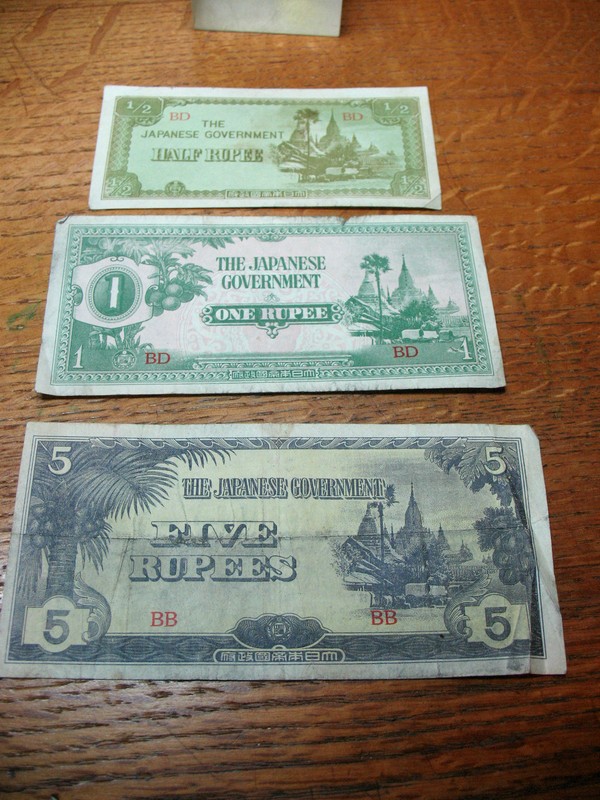 1/2 1/2
BD BD
THE
JAPANESE GOVERNMENT
HALF RUPEE
1/2 1/2
府政國帝本日大
THE JAPANESE
GOVERNMENT
1
ONE RUPEE
1 BD BD 1
府政國帝本日大
5 5
THE JAPANESE GOVERNMENT
FIVE
RUPEES
5 BB BB 5
府政國帝本日大